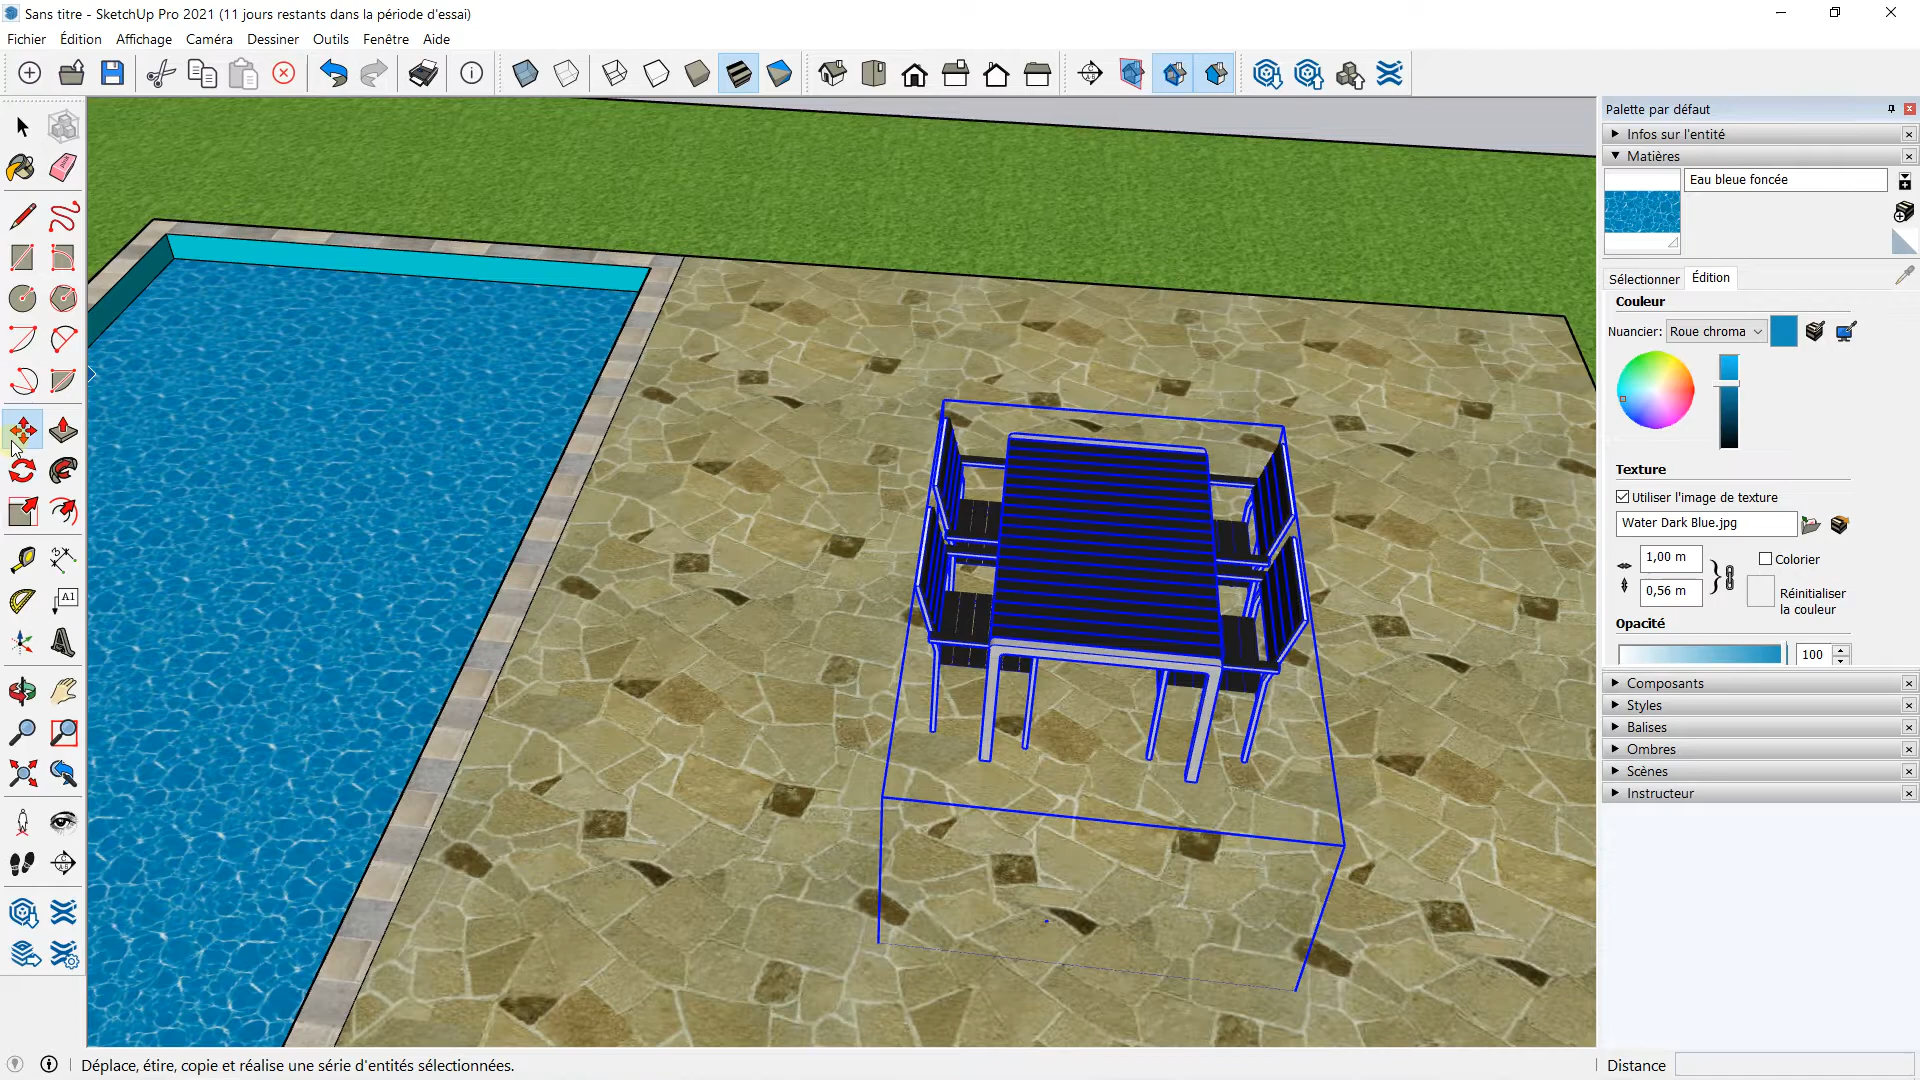 Sans titre - SketchUp Pro 2021 (11 jours restants dans la période d'essai)
Fichier Édition Affichage Caméra Dessiner Outils Fenêtre Aide
Palette par défaut
Infos sur l'entité
Matières
Eau bleue foncée
Sélectionner Édition
Couleur
Nuancier: Roue chroma
Texture
Utiliser l'image de texture
Water Dark Blue.jpg
1,00 m
Colorier
0,56 m
Réinitialiser
la couleur
Opacité
100
Composants
Styles
Balises
Ombres
Scènes
Instructeur
A1
Déplace, étire, copie et réalise une série d'entités sélectionnées.
Distance